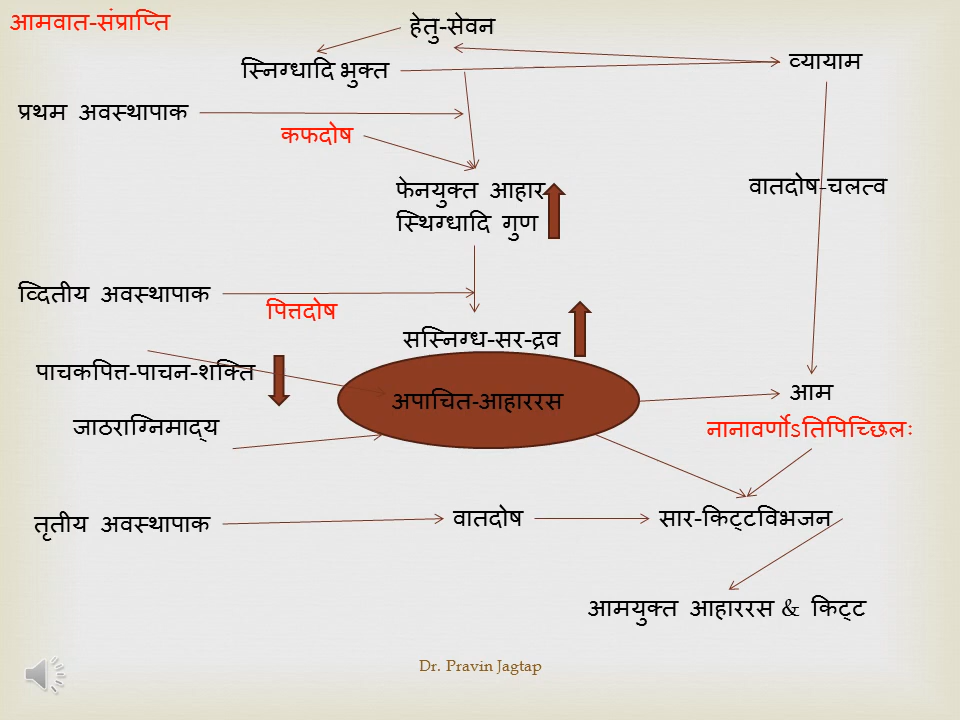 आमवात-संप्राप्ति
हेतु-सेवन
स्निग्धादि भुक्त
व्यायाम
प्रथम अवस्थापाक
कफदोष
फेनयुक्त आहार
स्थिग्धादि गुण
वातदोष-चलत्व
व्दितीय अवस्थापाक
पित्तदोष
सस्निग्ध-सर-द्रव
पाचकपित्त-पाचन-शक्ति
अपाचित-आहाररस
आम
जाठराग्निमाद्य
नानावर्णोऽतिपिच्छिलः
तृतीय अवस्थापाक
वातदोष
सार-किट्टविभजन
आमयुक्त आहाररस & किट्ट
Dr. Pravin Jagtap